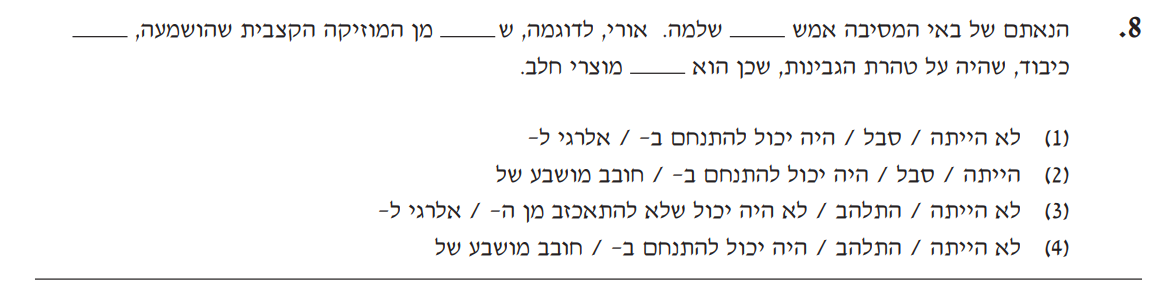 8. הנאתם של באי המסיבה אמש _____ שלמה. אורי, לדוגמה, ש_____ מן המוזיקה הקצבית שהושמעה, _____
כיבוד, שהיה על טהרת הגבינות, שכן הוא _____ מוצרי חלב.
(1) לא הייתה / סבל / היה יכול להתנחם ב- / אלרגי ל-
(2) הייתה / סבל / היה יכול להתנחם ב- / חובב מושבע של
(3) לא הייתה / התלהב / לא היה יכול שלא להתאכזב מן ה- / אלרגי ל-
(4) לא הייתה / התלהב / היה יכול להתנחם ב- / חובב מושבע של